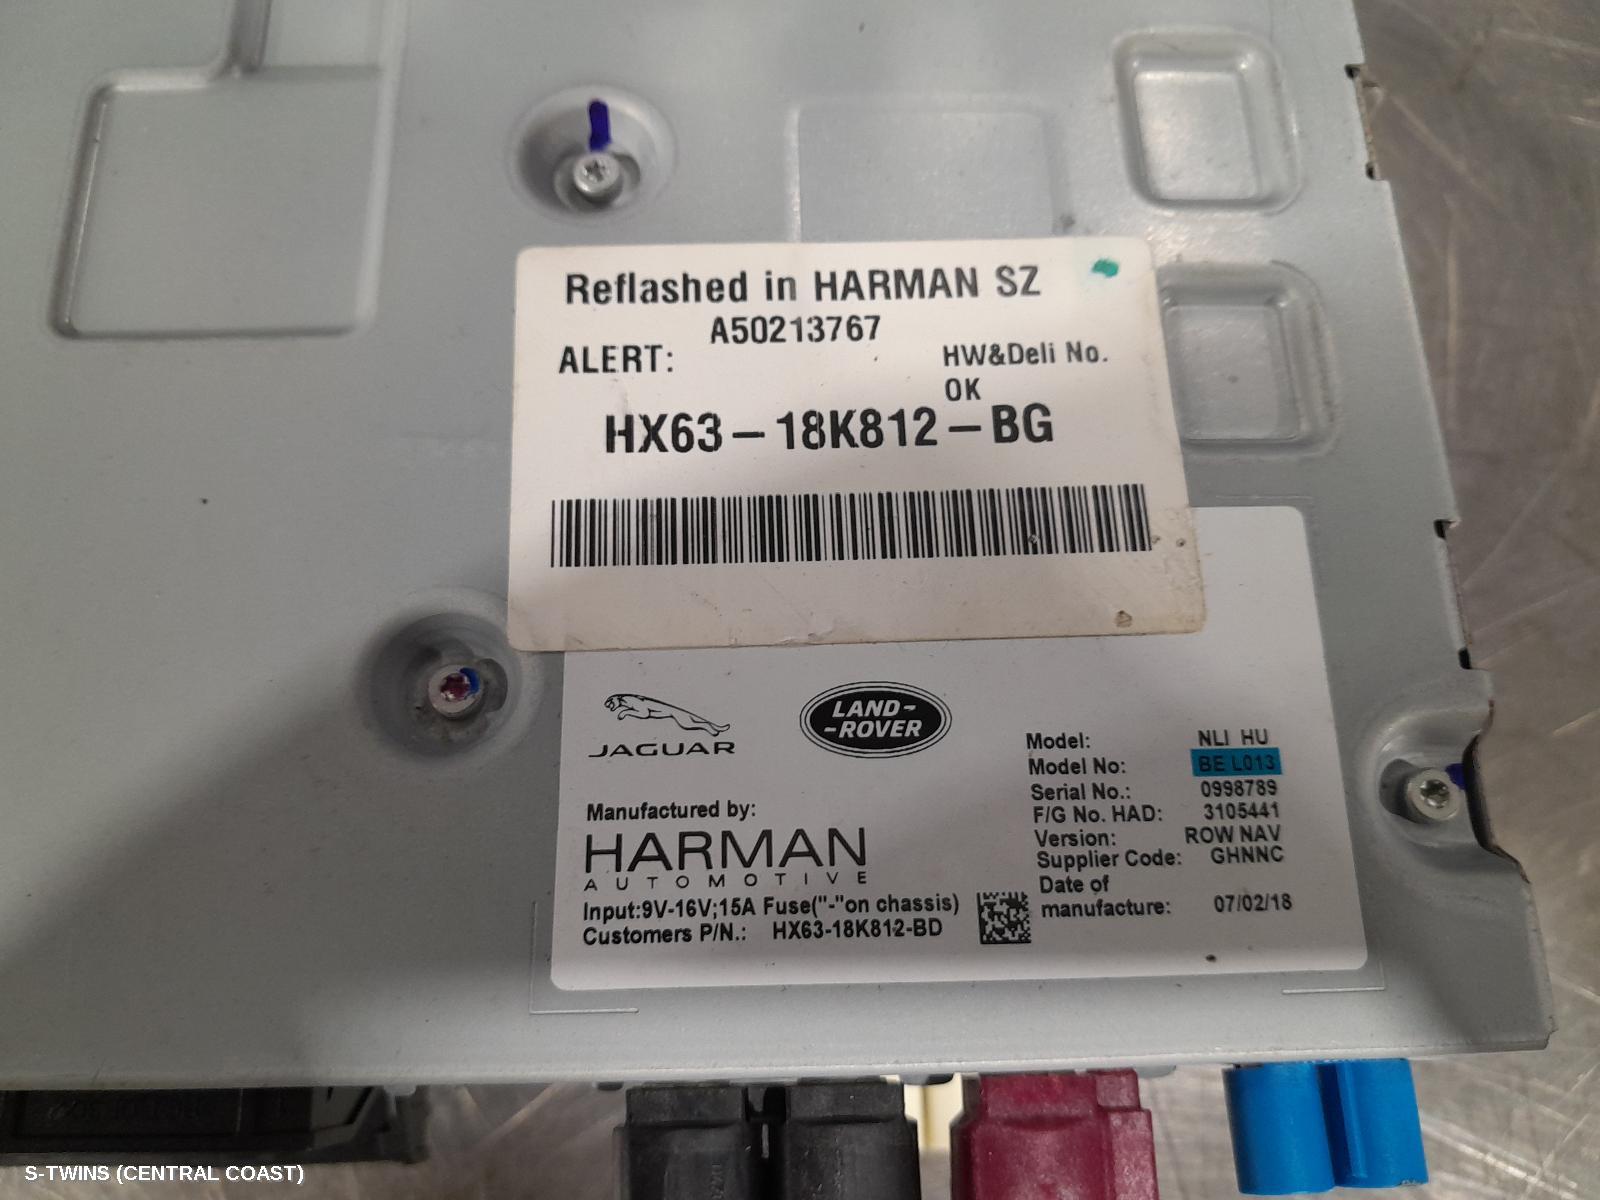 Reflashed in HARMAN SZ
A50213767
ALERT:
HW&Deli No.
OK
HX63-18K812-BG
JAGUAR
LAND-
-ROVER
Manufactured by:
HARMAN
AUTOMOTIVE
Input:9V-16V;15A Fuse("-"on chassis)
Customers P/N.: HX63-18K812-BD
Model: NLI HU
Model No: BE L013
Serial No.: 0998789
F/G No. HAD: 3105441
Version: ROW NAV
Supplier Code: GHNNC
Date of
manufacture: 07/02/18
S-TWINS (CENTRAL COAST)